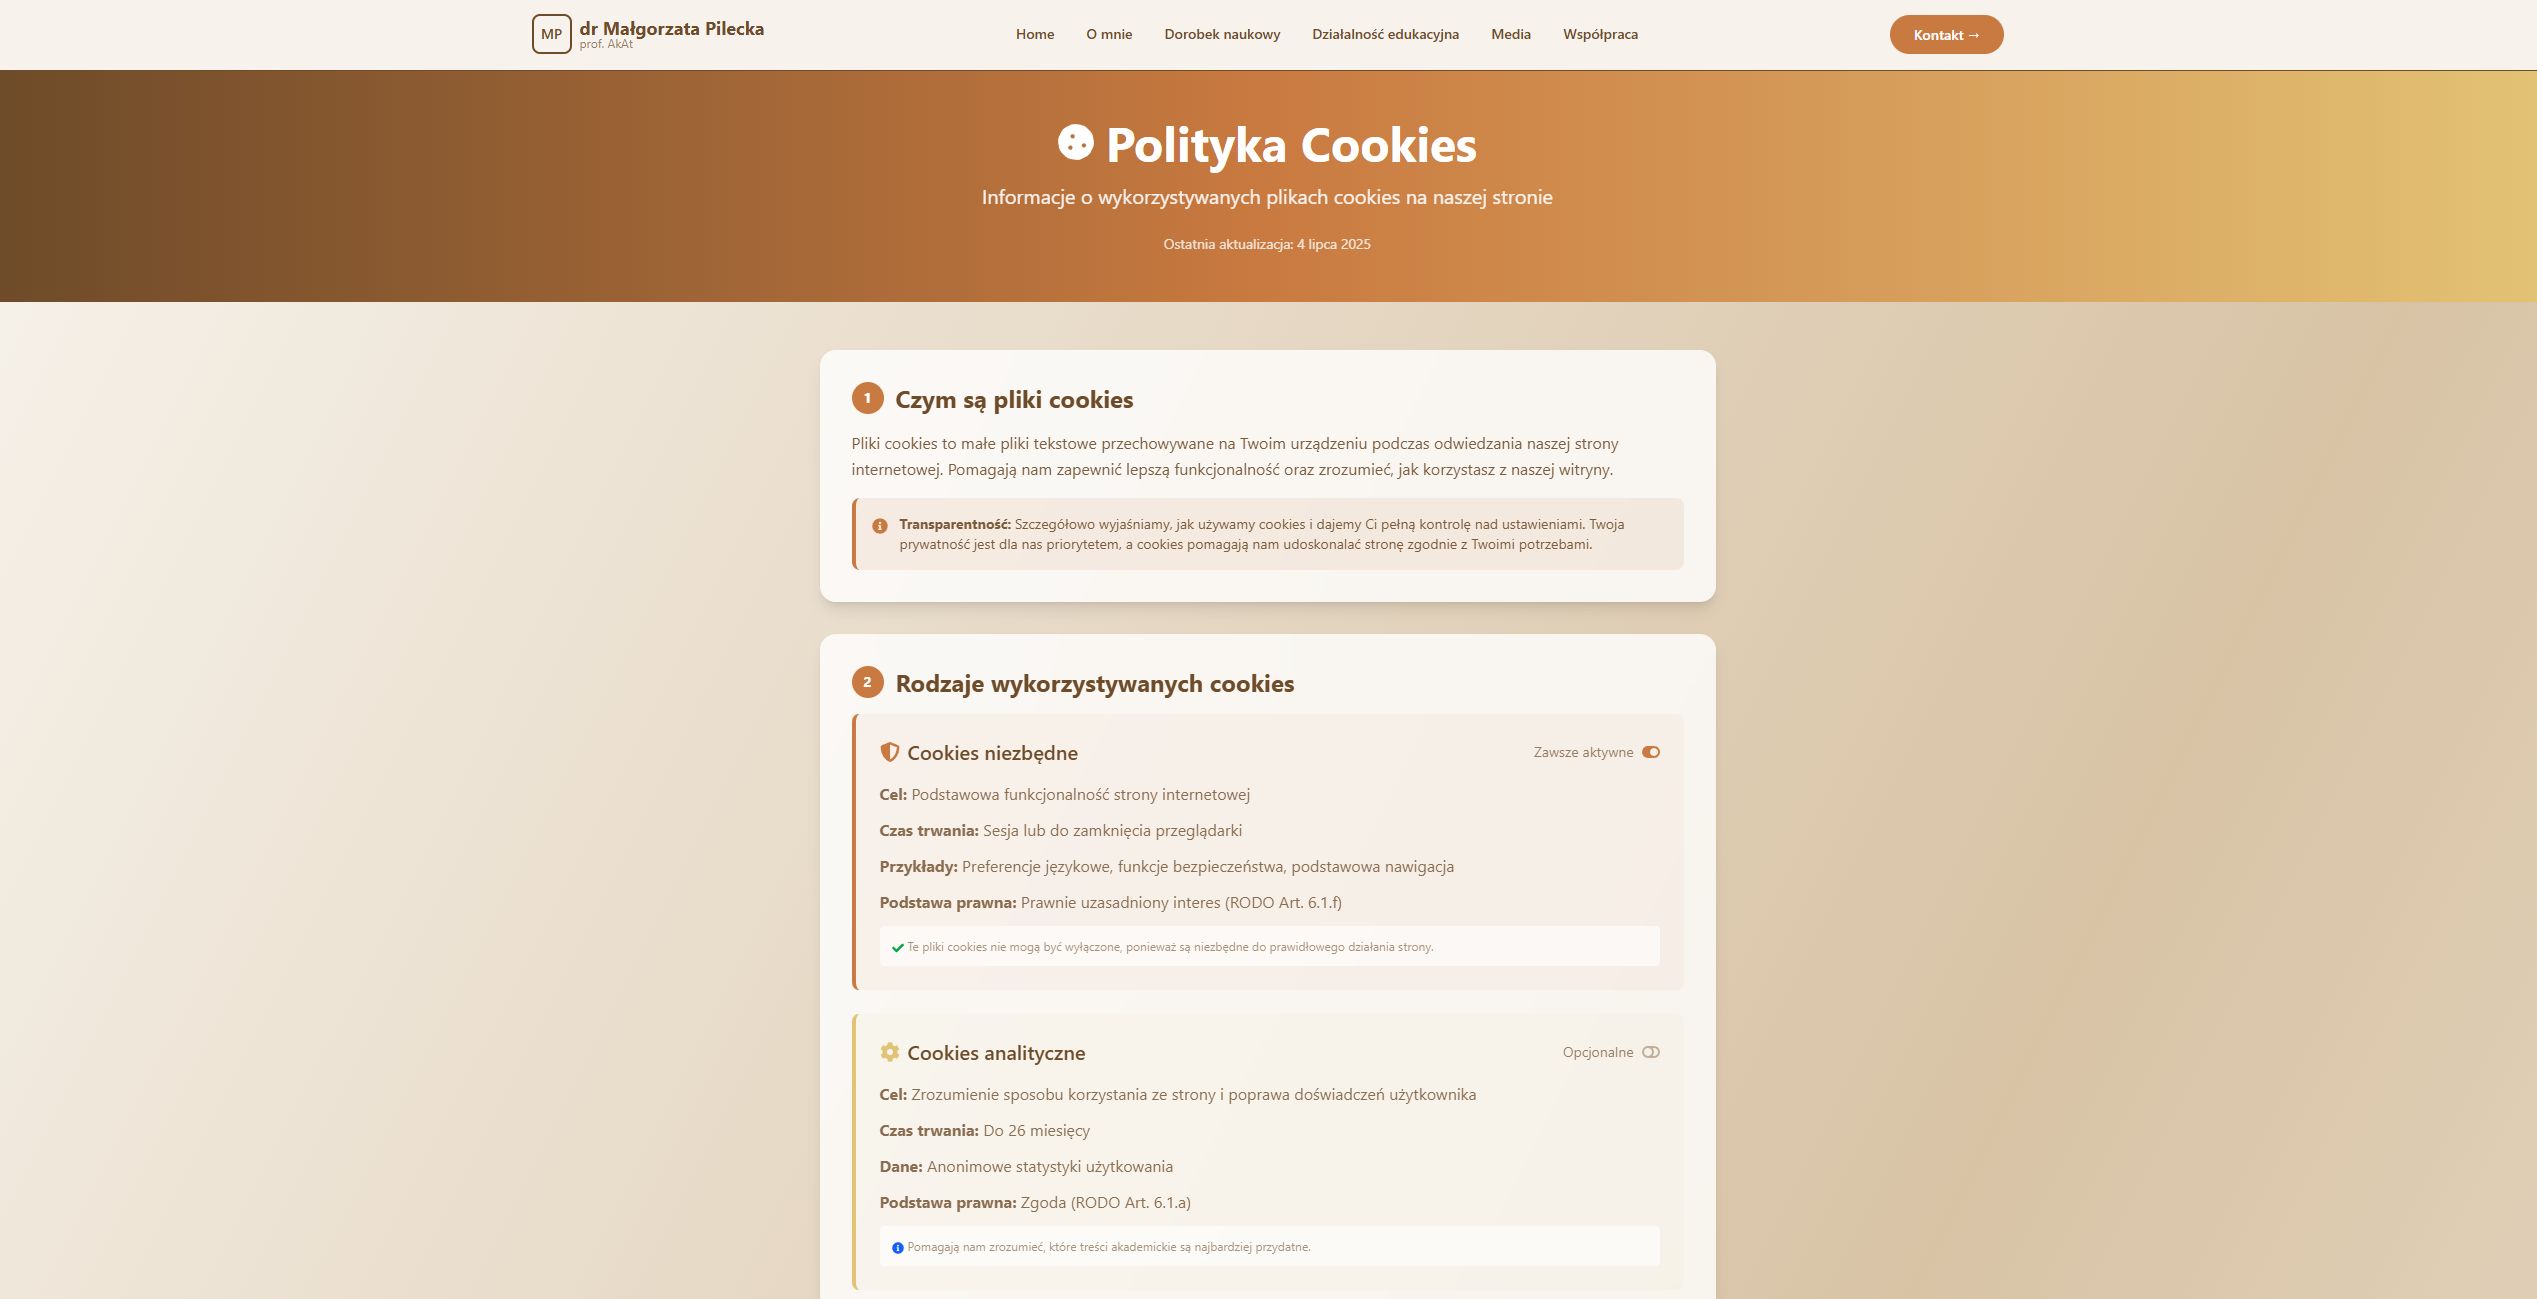 MP
dr Małgorzata Pilecka
prof. AkAt
Home
O mnie
Dorobek naukowy
Działalność edukacyjna
Media
Współpraca
Kontakt →
Polityka Cookies
Informacje o wykorzystywanych plikach cookies na naszej stronie
Ostatnia aktualizacja: 4 lipca 2025
1
Czym są pliki cookies
Pliki cookies to małe pliki tekstowe przechowywane na Twoim urządzeniu podczas odwiedzania naszej strony
internetowej. Pomagają nam zapewnić lepszą funkcjonalność oraz zrozumieć, jak korzystasz z naszej witryny.
Transparentność: Szczegółowo wyjaśniamy, jak używamy cookies i dajemy Ci pełną kontrolę nad ustawieniami. Twoja
prywatność jest dla nas priorytetem, a cookies pomagają nam udoskonalać stronę zgodnie z Twoimi potrzebami.
2
Rodzaje wykorzystywanych cookies
Cookies niezbędne
Zawsze aktywne
Cel: Podstawowa funkcjonalność strony internetowej
Czas trwania: Sesja lub do zamknięcia przeglądarki
Przykłady: Preferencje językowe, funkcje bezpieczeństwa, podstawowa nawigacja
Podstawa prawna: Prawnie uzasadniony interes (RODO Art. 6.1.f)
Te pliki cookies nie mogą być wyłączone, ponieważ są niezbędne do prawidłowego działania strony.
Cookies analityczne
Opcjonalne
Cel: Zrozumienie sposobu korzystania ze strony i poprawa doświadczeń użytkownika
Czas trwania: Do 26 miesięcy
Dane: Anonimowe statystyki użytkowania
Podstawa prawna: Zgoda (RODO Art. 6.1.a)
Pomagają nam zrozumieć, które treści akademickie są najbardziej przydatne.